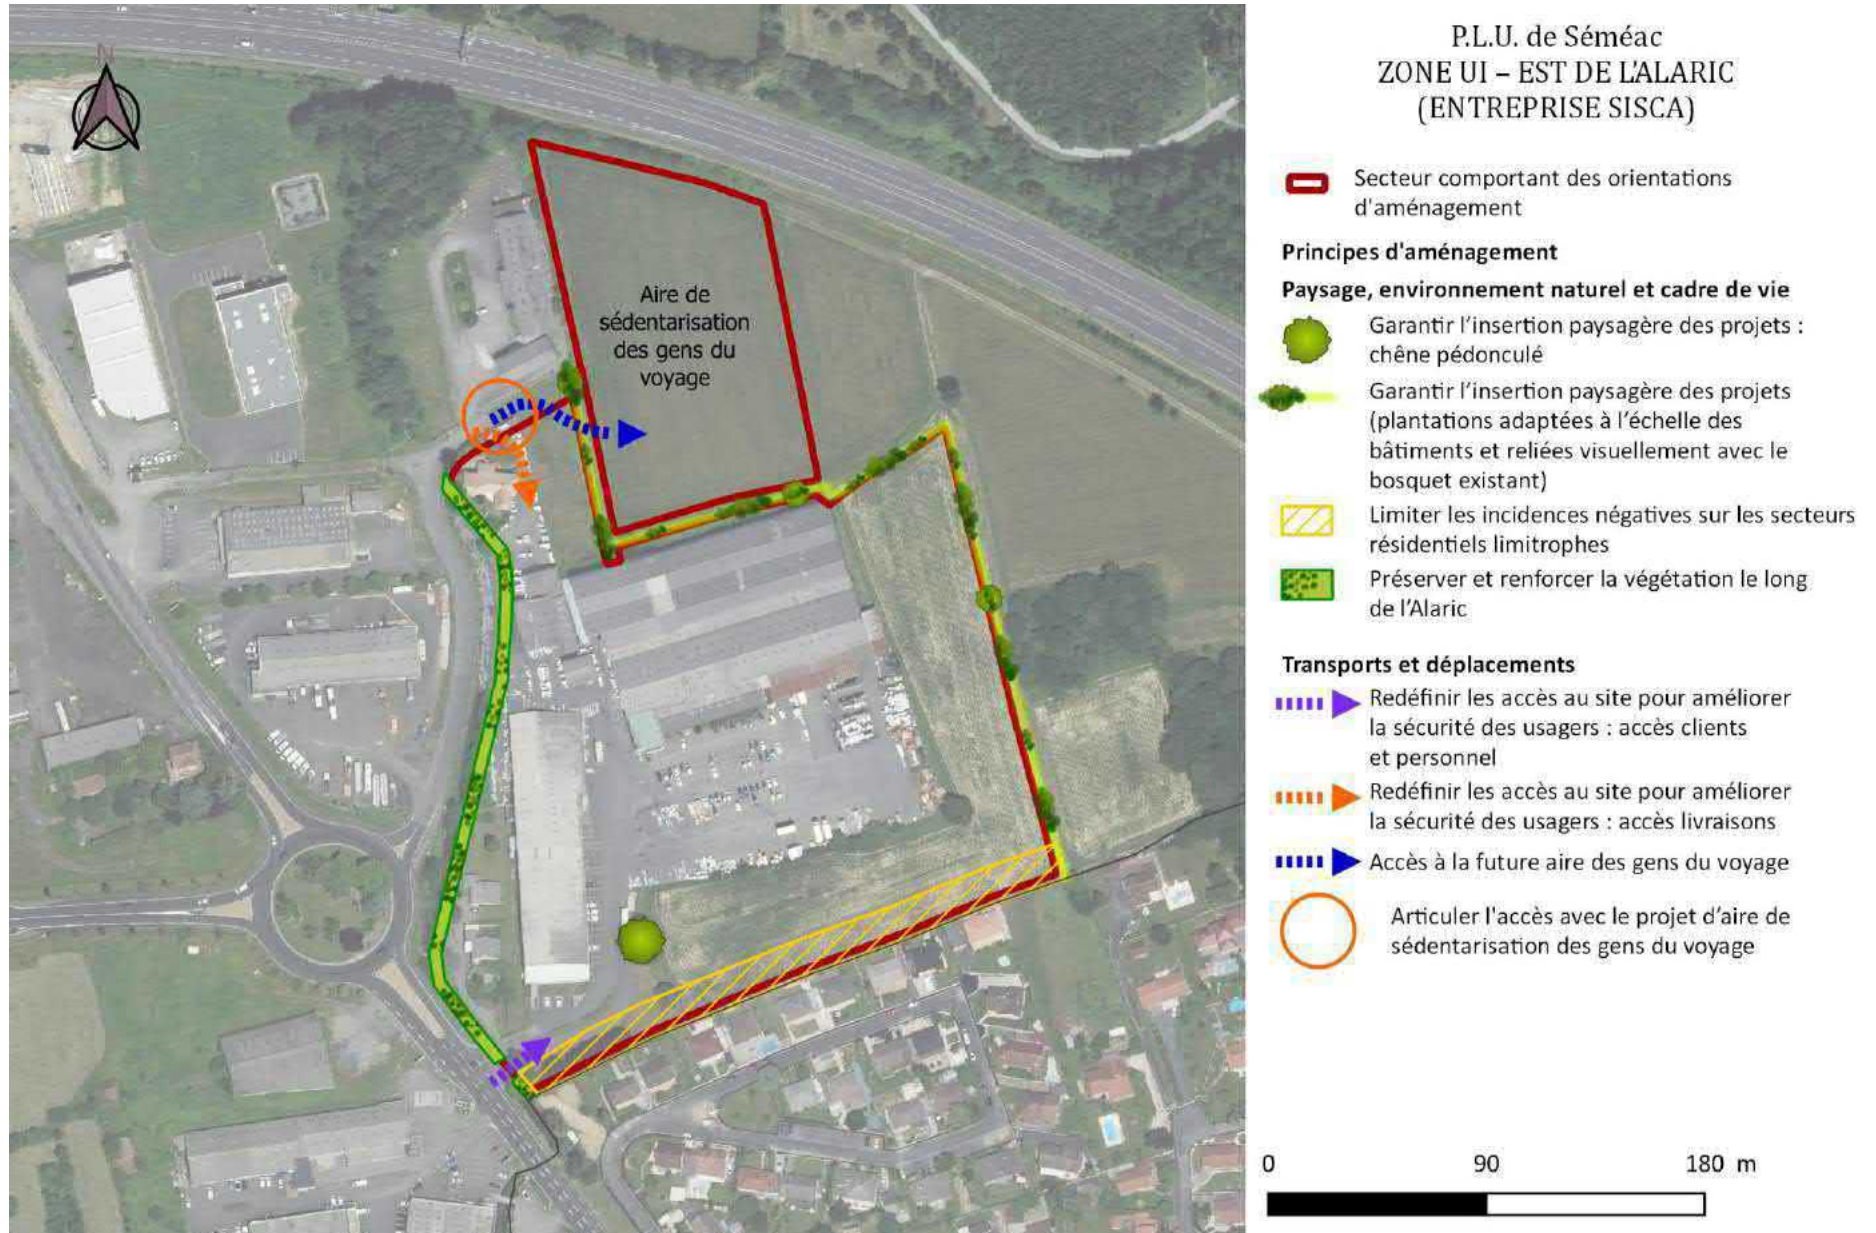 N
Aire de
sédentarisation
des gens du
voyage
P.L.U. de Séméac
ZONE UI – EST DE L'ALARIC
(ENTREPRISE SISCA)
Secteur comportant des orientations
d'aménagement
Principes d'aménagement
Paysage, environnement naturel et cadre de vie
Garantir l'insertion paysagère des projets :
chêne pédonculé
Garantir l'insertion paysagère des projets
(plantations adaptées à l'échelle des
bâtiments et reliées visuellement avec le
bosquet existant)
Limiter les incidences négatives sur les secteurs
résidentiels limitrophes
Préserver et renforcer la végétation le long
de l'Alaric
Transports et déplacements
Redéfinir les accès au site pour améliorer
la sécurité des usagers : accès clients
et personnel
Redéfinir les accès au site pour améliorer
la sécurité des usagers : accès livraisons
Accès à la future aire des gens du voyage
Articuler l'accès avec le projet d'aire de
sédentarisation des gens du voyage
0 90 180 m